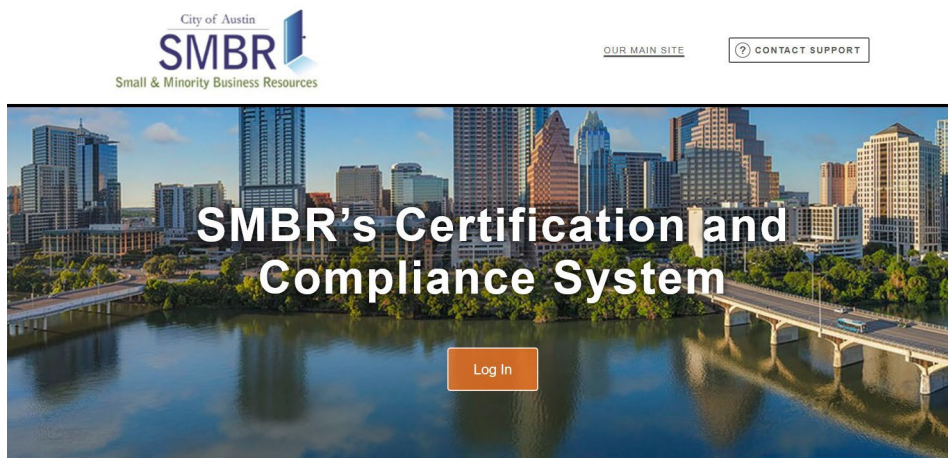 City of Austin
SMBR
Small & Minority Business Resources
OUR MAIN SITE
? CONTACT SUPPORT
SMBR’s Certification and
Compliance System
Log In